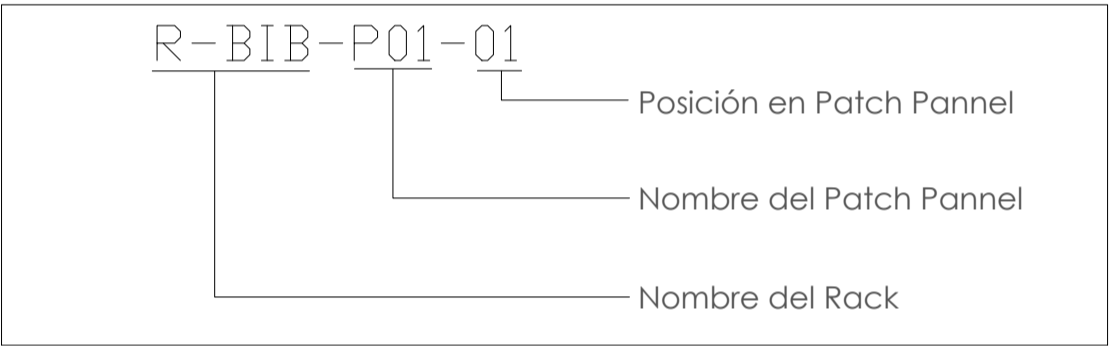 R-BIB-P01-01
Posición en Patch Pannel
Nombre del Patch Pannel
Nombre del Rack